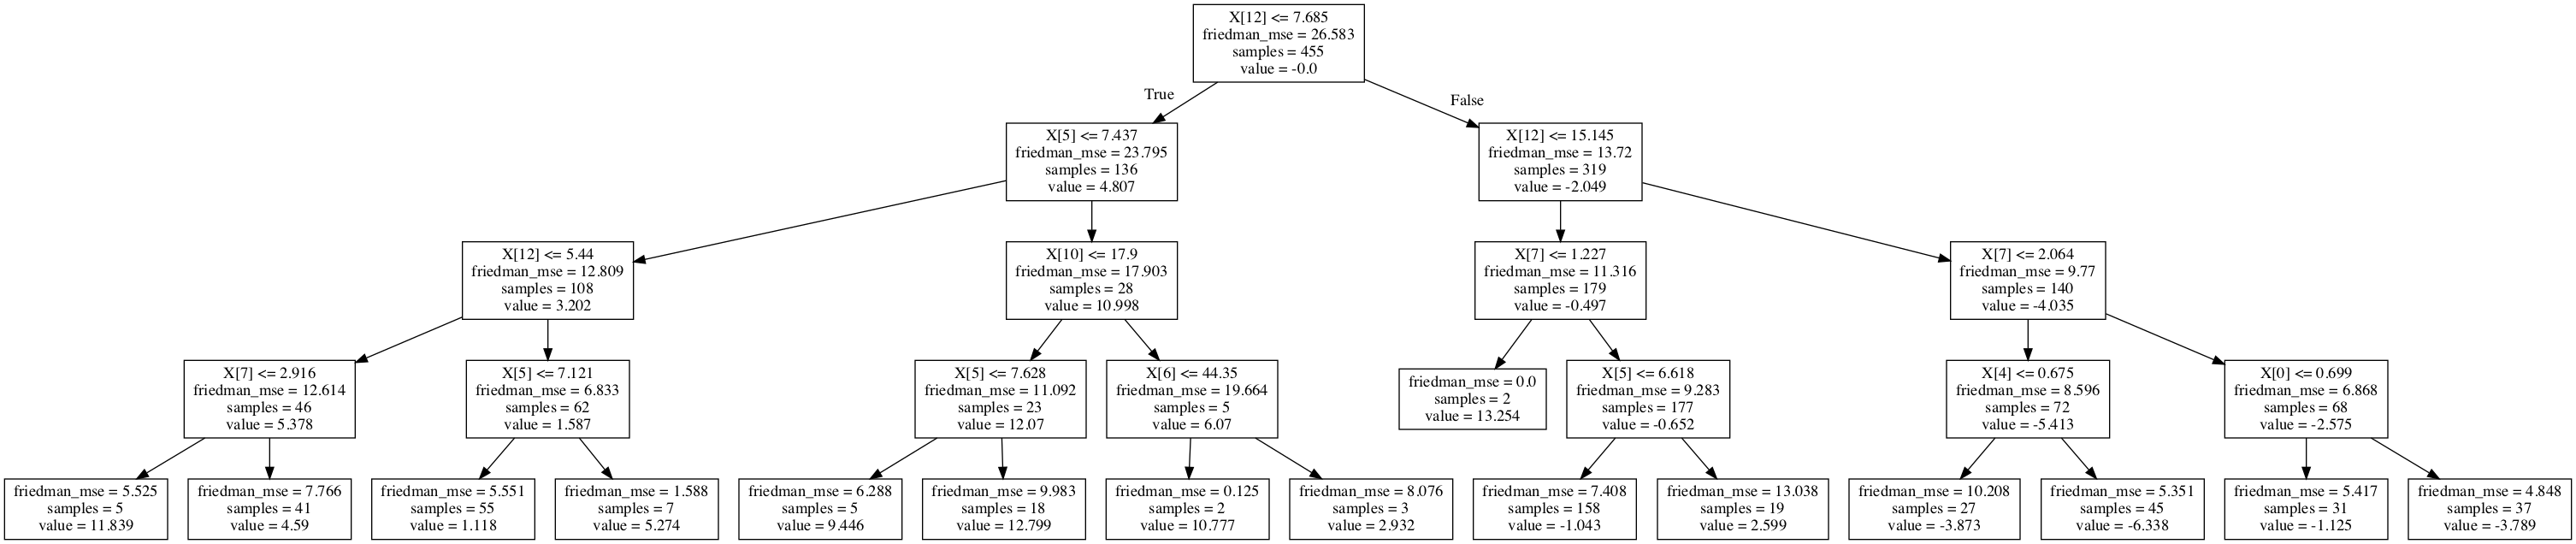 X[12] <= 7.685
friedman_mse = 26.583
samples = 455
value = -0.0
True
False
X[5] <= 7.437
friedman_mse = 23.795
samples = 136
value = 4.807
X[12] <= 15.145
friedman_mse = 13.72
samples = 319
value = -2.049
X[12] <= 5.44
friedman_mse = 12.809
samples = 108
value = 3.202
X[10] <= 17.9
friedman_mse = 17.903
samples = 28
value = 10.998
X[7] <= 1.227
friedman_mse = 11.316
samples = 179
value = -0.497
X[7] <= 2.064
friedman_mse = 9.77
samples = 140
value = -4.035
X[7] <= 2.916
friedman_mse = 12.614
samples = 46
value = 5.378
X[5] <= 7.121
friedman_mse = 6.833
samples = 62
value = 1.587
X[5] <= 7.628
friedman_mse = 11.092
samples = 23
value = 12.07
X[6] <= 44.35
friedman_mse = 19.664
samples = 5
value = 6.07
friedman_mse = 0.0
samples = 2
value = 13.254
X[5] <= 6.618
friedman_mse = 9.283
samples = 177
value = -0.652
X[4] <= 0.675
friedman_mse = 8.596
samples = 72
value = -5.413
X[0] <= 0.699
friedman_mse = 6.868
samples = 68
value = -2.575
friedman_mse = 5.525
samples = 5
value = 11.839
friedman_mse = 7.766
samples = 41
value = 4.59
friedman_mse = 5.551
samples = 55
value = 1.118
friedman_mse = 1.588
samples = 7
value = 5.274
friedman_mse = 6.288
samples = 5
value = 9.446
friedman_mse = 9.983
samples = 18
value = 12.799
friedman_mse = 0.125
samples = 2
value = 10.777
friedman_mse = 8.076
samples = 3
value = 2.932
friedman_mse = 7.408
samples = 158
value = -1.043
friedman_mse = 13.038
samples = 19
value = 2.599
friedman_mse = 10.208
samples = 27
value = -3.873
friedman_mse = 5.351
samples = 45
value = -6.338
friedman_mse = 5.417
samples = 31
value = -1.125
friedman_mse = 4.848
samples = 37
value = -3.789